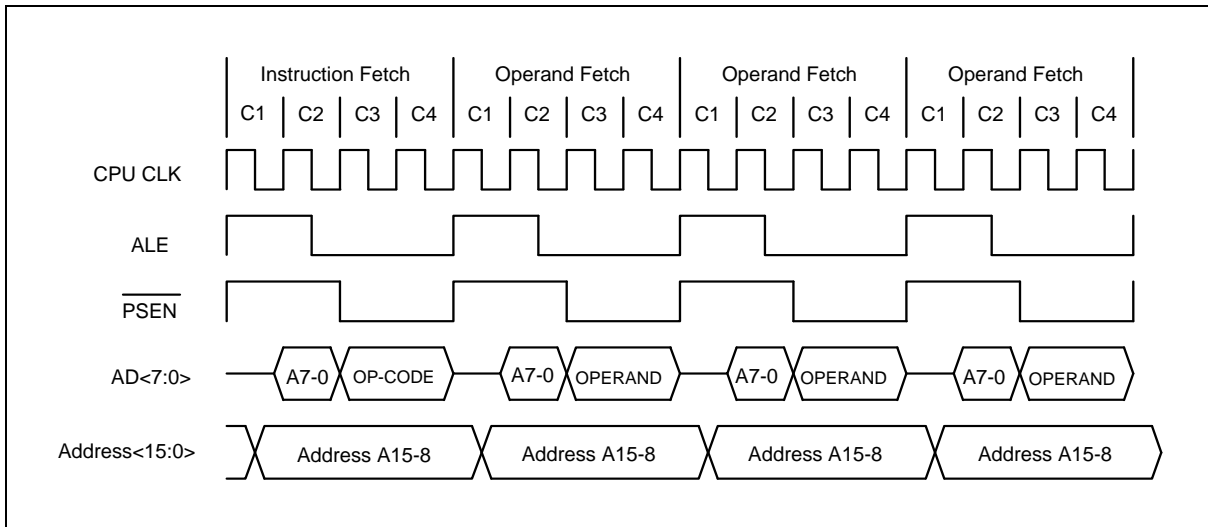 Instruction Fetch Operand Fetch Operand Fetch Operand Fetch
C1 C2 C3 C4 C1 C2 C3 C4 C1 C2 C3 C4 C1 C2 C3 C4
CPU CLK
ALE
PSEN
AD<7:0> A7-0 OP-CODE A7-0 OPERAND A7-0 OPERAND A7-0 OPERAND
Address<15:0> Address A15-8 Address A15-8 Address A15-8 Address A15-8